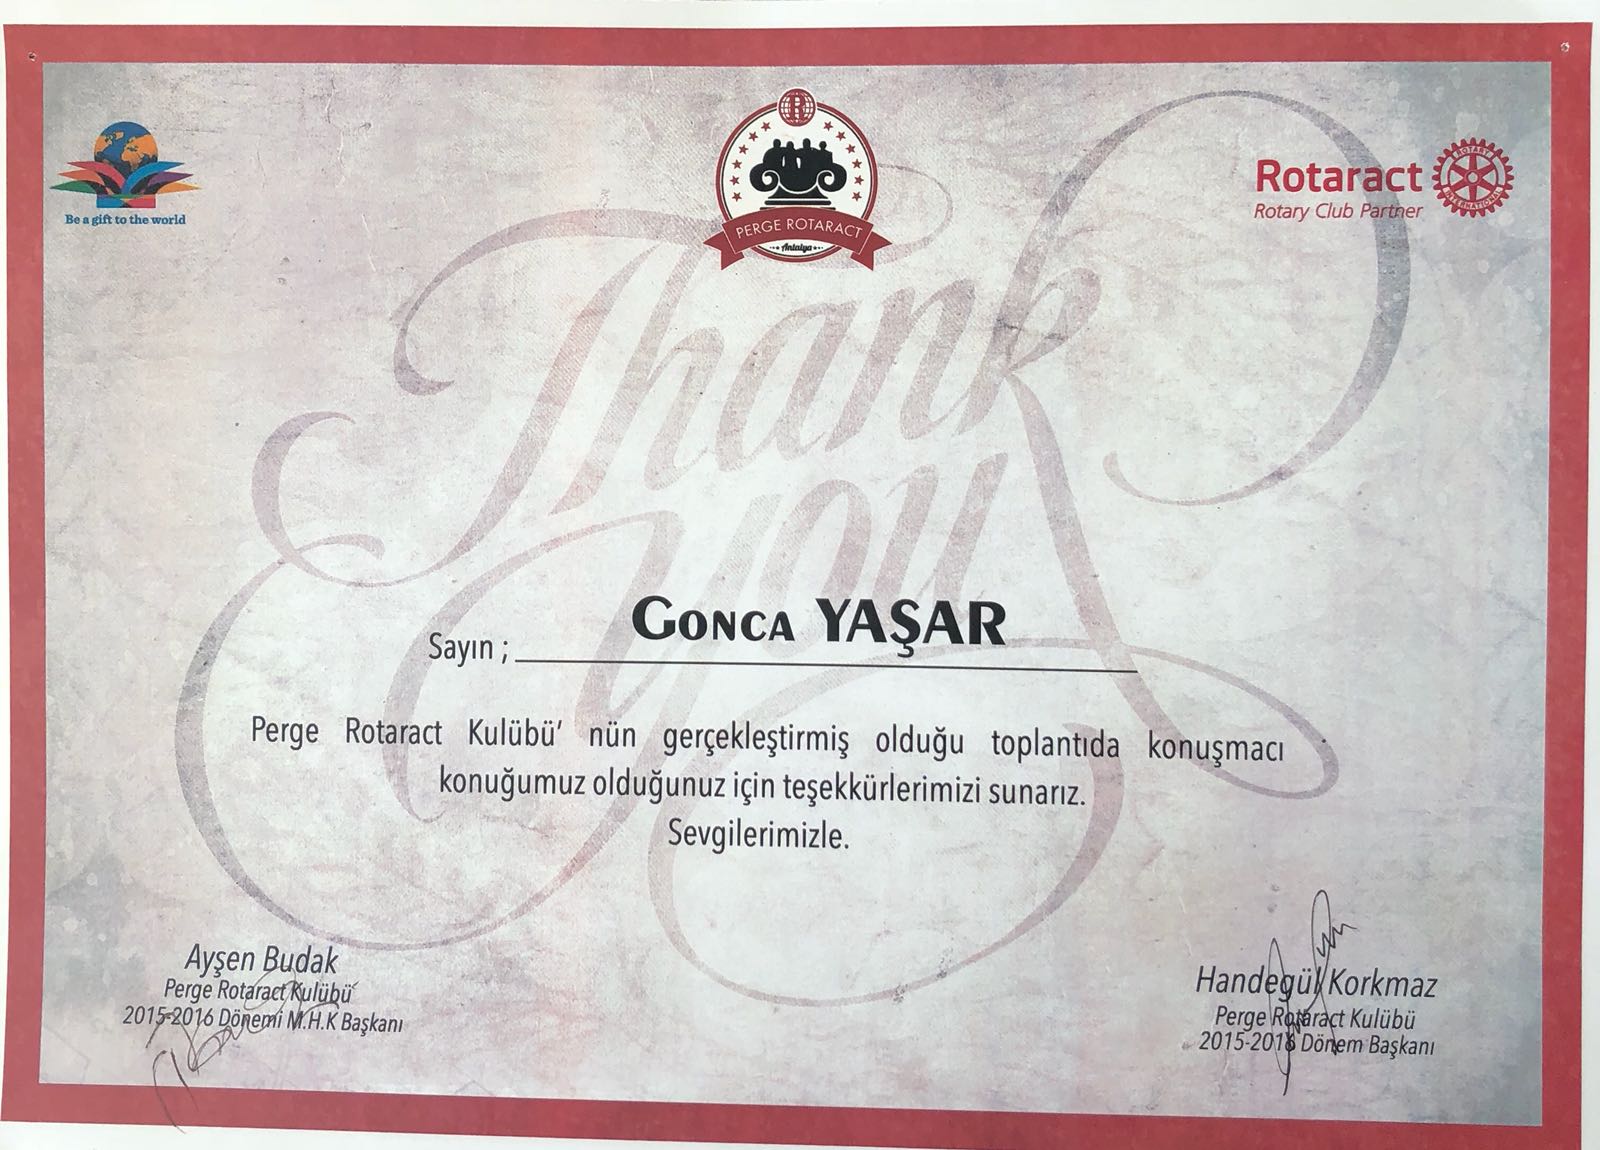 Be a gift to the world
R
PERGE ROTARACT
Antalya
Rotaract
Rotary Club Partner
ROTARY
INTERNATIONAL
Thank
you
Sayın ; GONCA YAŞAR
Perge Rotaract Kulübü' nün gerçekleştirmiş olduğu toplantıda konuşmacı
konuğumuz olduğunuz için teşekkürlerimizi sunarız.
Sevgilerimizle.
Ayşen Budak
Perge Rotaract Kulübü
2015-2016 Dönemi M.H.K Başkanı
Handegül Korkmaz
Perge Rotaract Kulübü
2015-2016 Dönem Başkanı